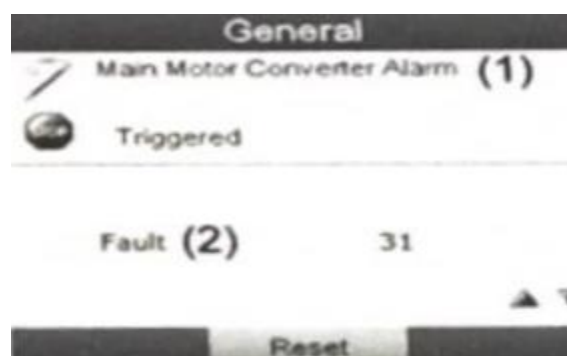 General
Main Motor Converter Alarm (1)
Triggered
Fault (2) 31
Reset